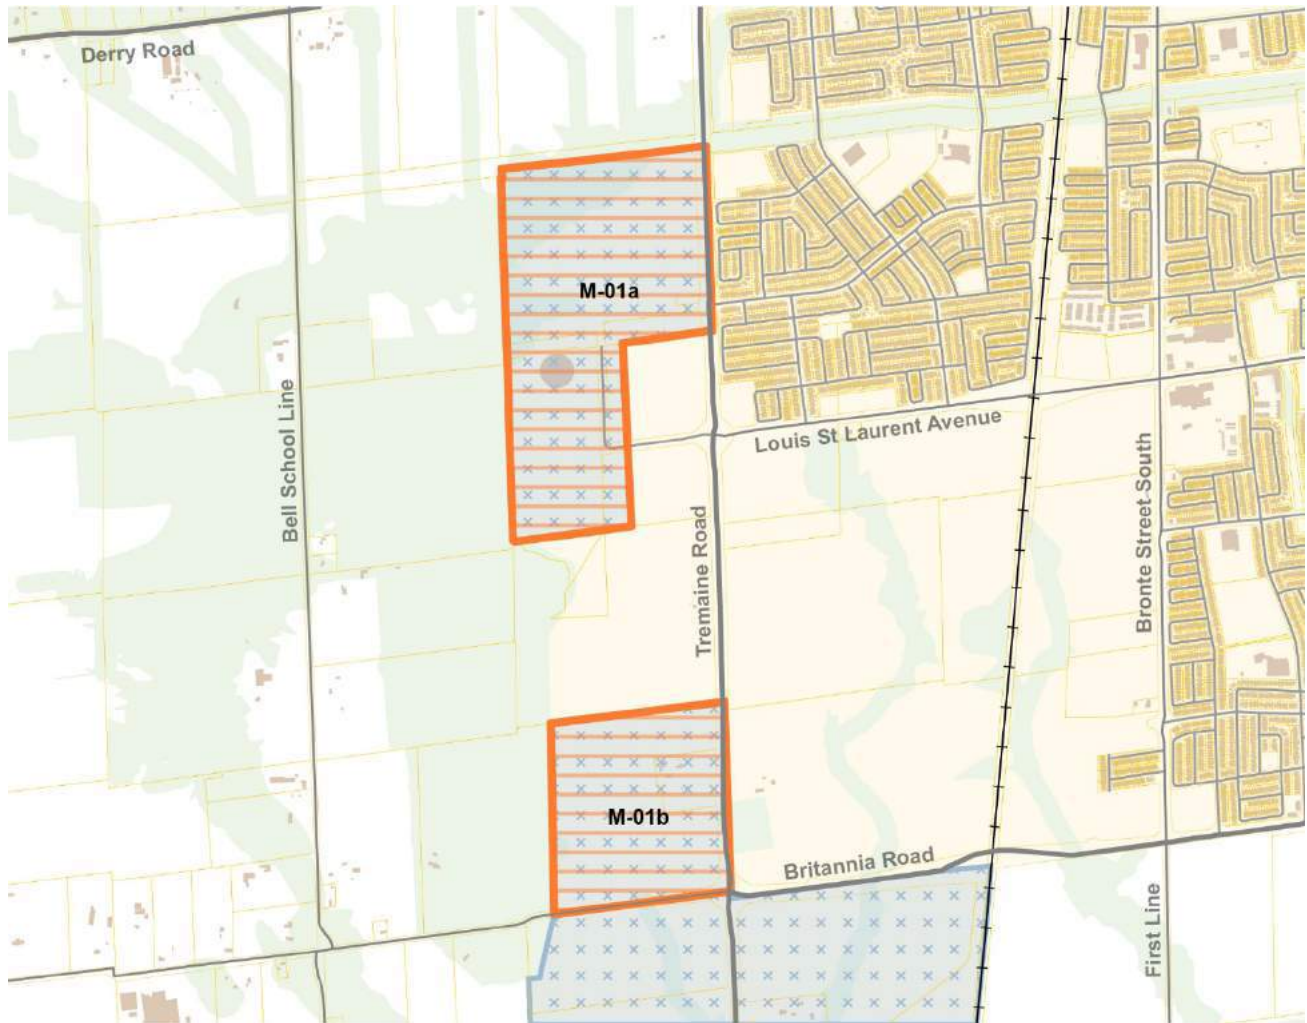 Derry Road
M-01a
Bell School Line
Louis St Laurent Avenue
Tremaine Road
Bronte Street South
M-01b
Britannia Road
First Line